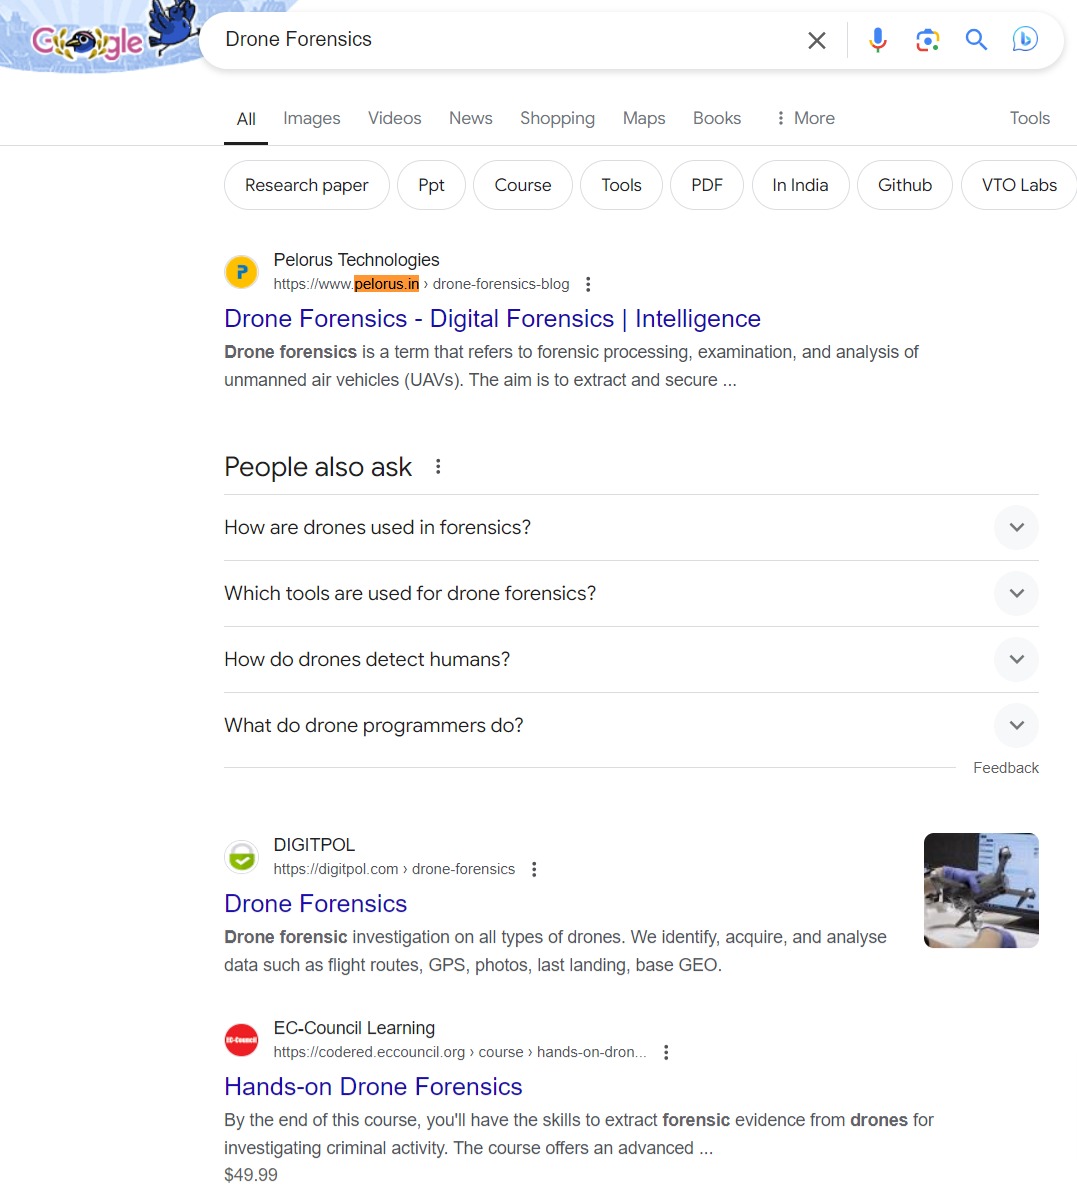 Google
Drone Forensics
All Images Videos News Shopping Maps Books More Tools
Research paper Ppt Course Tools PDF In India Github VTO Labs
Pelorus Technologies
https://www.pelorus.in › drone-forensics-blog
Drone Forensics - Digital Forensics | Intelligence
Drone forensics is a term that refers to forensic processing, examination, and analysis of
unmanned air vehicles (UAVs). The aim is to extract and secure ...
People also ask
How are drones used in forensics?
Which tools are used for drone forensics?
How do drones detect humans?
What do drone programmers do?
Feedback
DIGITPOL
https://digitpol.com › drone-forensics
Drone Forensics
Drone forensic investigation on all types of drones. We identify, acquire, and analyse
data such as flight routes, GPS, photos, last landing, base GEO.
EC-Council
EC-Council Learning
https://codered.eccouncil.org › course › hands-on-dron...
Hands-on Drone Forensics
By the end of this course, you'll have the skills to extract forensic evidence from drones for
investigating criminal activity. The course offers an advanced ...
$49.99